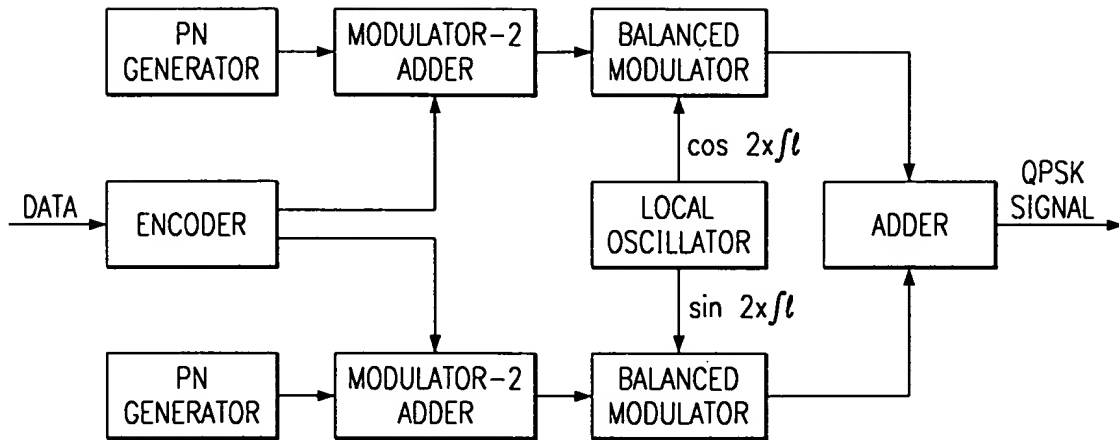 PN
GENERATOR
MODULATOR-2
ADDER
BALANCED
MODULATOR
cos 2x∫ℓ
DATA
ENCODER
LOCAL
OSCILLATOR
ADDER
QPSK
SIGNAL
sin 2x∫ℓ
PN
GENERATOR
MODULATOR-2
ADDER
BALANCED
MODULATOR